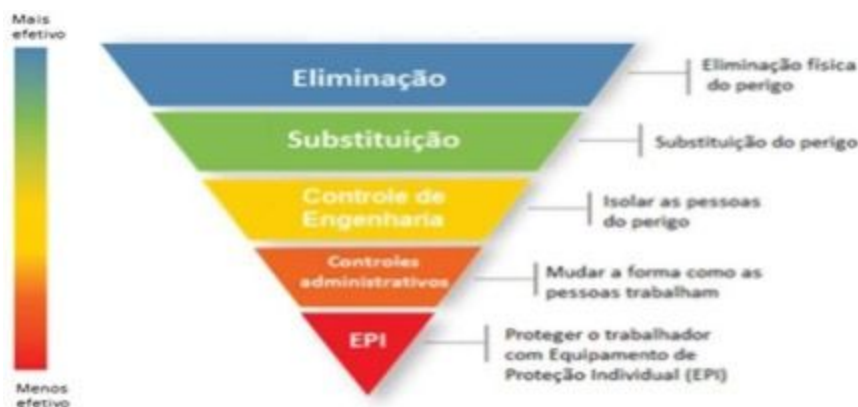 Mais
efetivo
Eliminação
Eliminação física
do perigo
Substituição
Substituição do perigo
Controle de
Engenharia
Isolar as pessoas
do perigo
Controles
administrativos
Mudar a forma como as
pessoas trabalham
EPI
Proteger o trabalhador
com Equipamento de
Proteção Individual (EPI)
Menos
efetivo